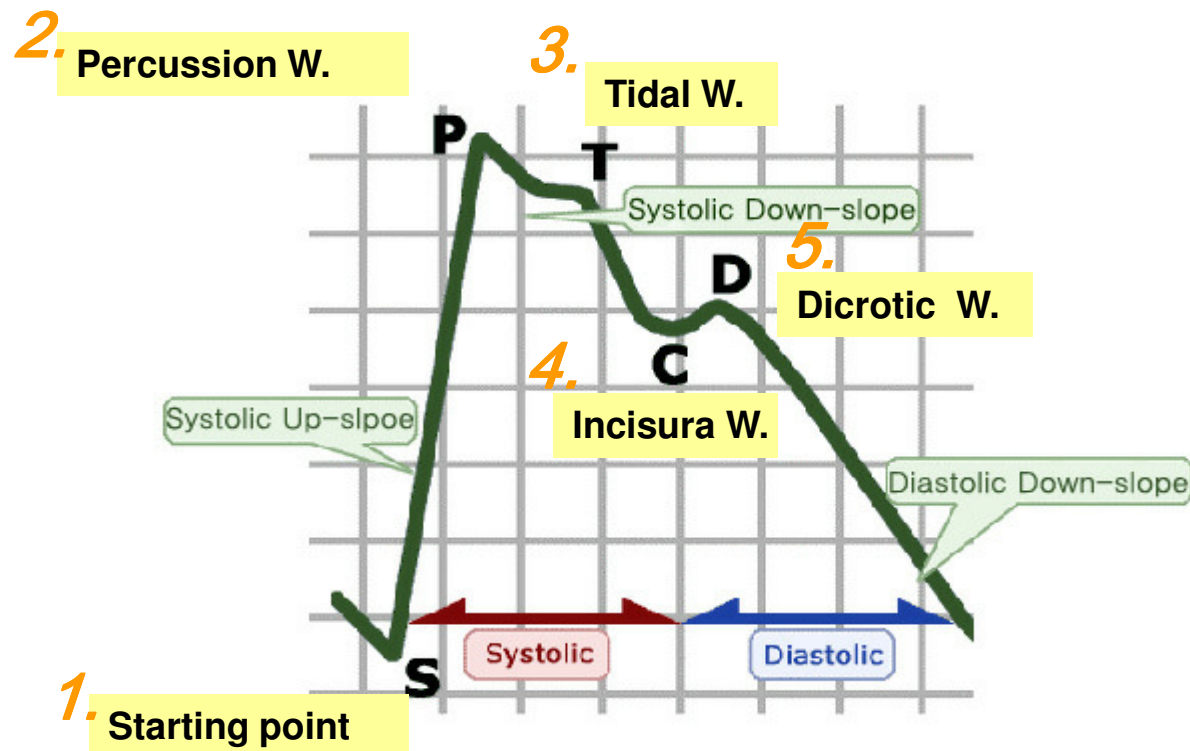 2.
Percussion W.
3.
Tidal W.
P
T
Systolic Down-slope
5.
D
Dicrotic W.
4.
C
Incisura W.
Systolic Up-slpoe
Diastolic Down-slope
Systolic
Diastolic
S
1.
Starting point